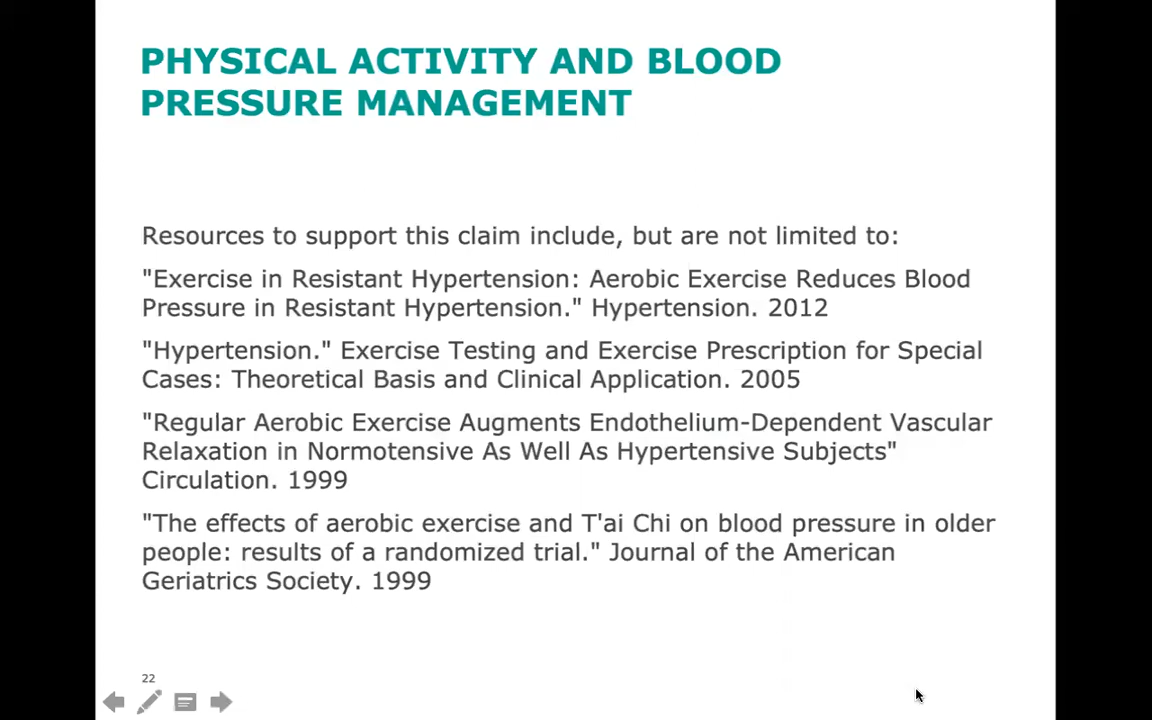 PHYSICAL ACTIVITY AND BLOOD
PRESSURE MANAGEMENT
Resources to support this claim include, but are not limited to:
"Exercise in Resistant Hypertension: Aerobic Exercise Reduces Blood
Pressure in Resistant Hypertension." Hypertension. 2012
"Hypertension." Exercise Testing and Exercise Prescription for Special
Cases: Theoretical Basis and Clinical Application. 2005
"Regular Aerobic Exercise Augments Endothelium-Dependent Vascular
Relaxation in Normotensive As Well As Hypertensive Subjects"
Circulation. 1999
"The effects of aerobic exercise and T'ai Chi on blood pressure in older
people: results of a randomized trial." Journal of the American
Geriatrics Society. 1999
22